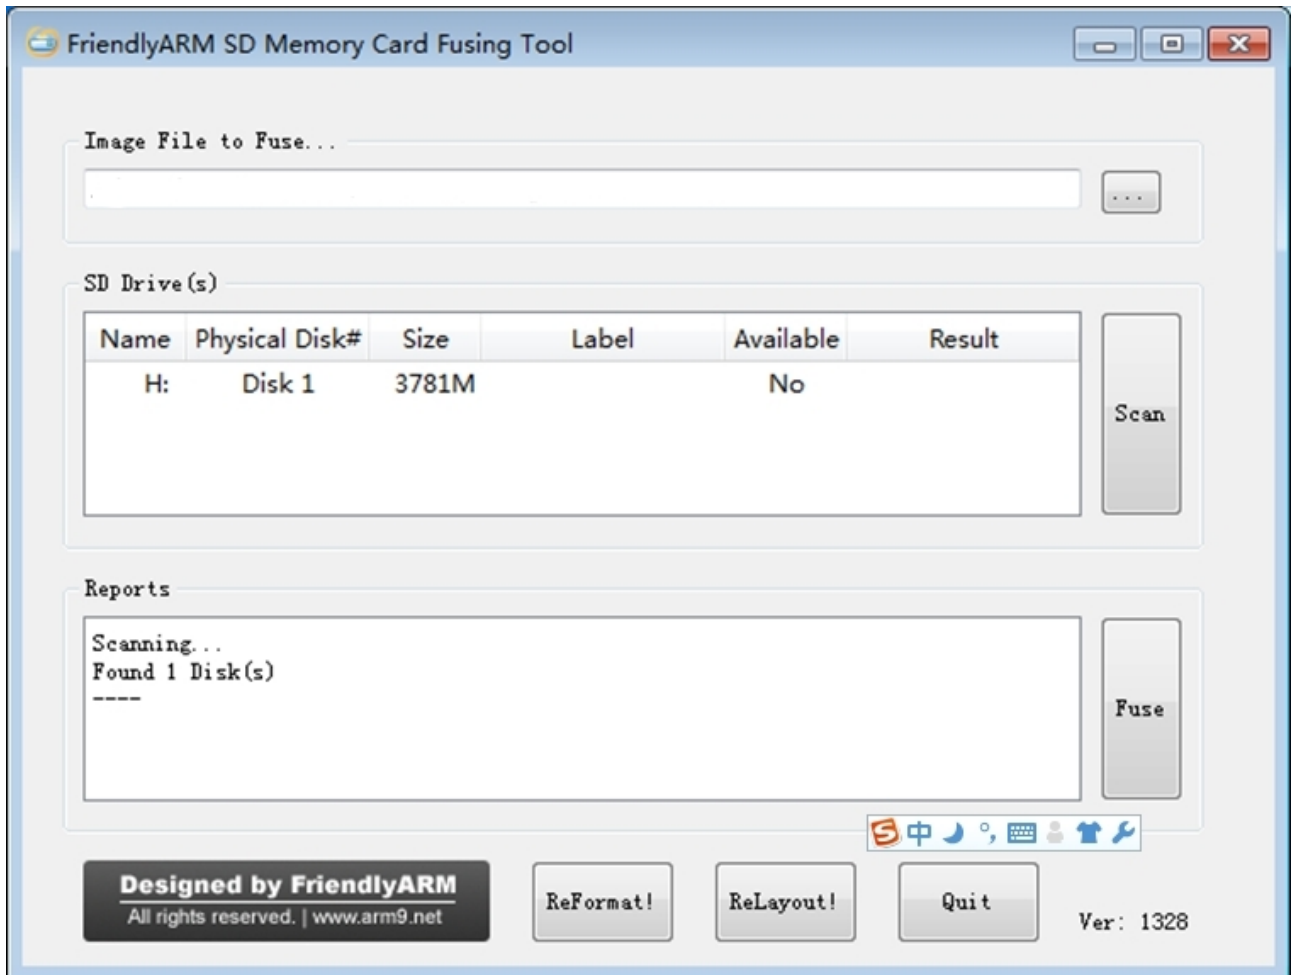 FriendlyARM SD Memory Card Fusing Tool
Image File to Fuse...
...
SD Drive(s)
Name Physical Disk# Size Label Available Result
H: Disk 1 3781M No
Scan
Reports
Scanning...
Found 1 Disk(s)
----
Fuse
中
Designed by FriendlyARM
All rights reserved. | www.arm9.net
ReFormat!
ReLayout!
Quit
Ver: 1328